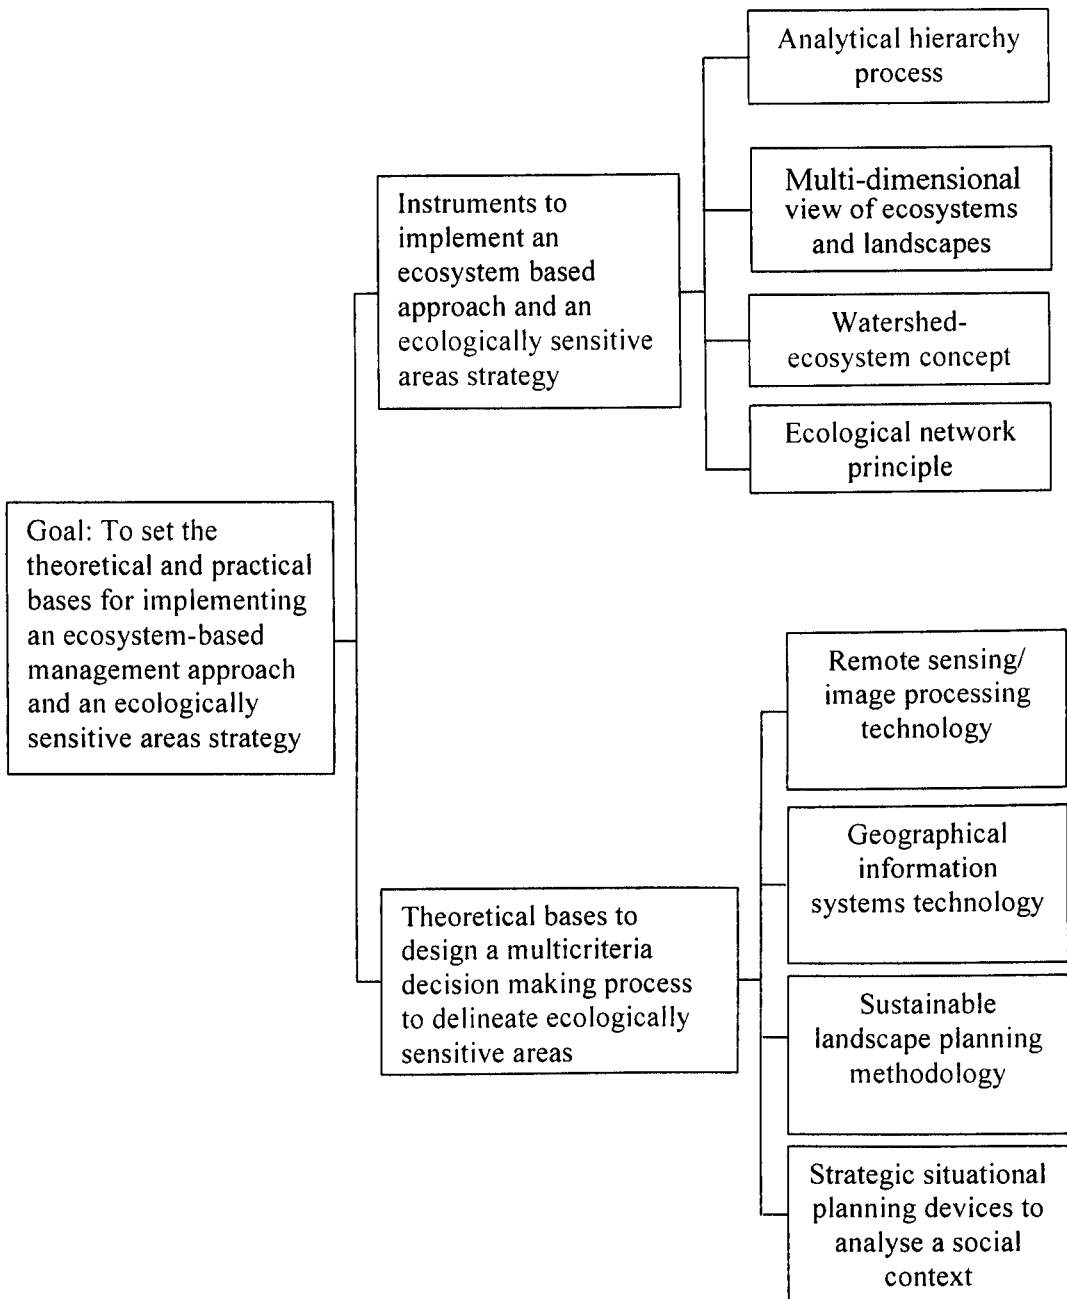 Goal: To set the
theoretical and practical
bases for implementing
an ecosystem-based
management approach
and an ecologically
sensitive areas strategy
Instruments to
implement an
ecosystem based
approach and an
ecologically sensitive
areas strategy
Analytical hierarchy
process
Multi-dimensional
view of ecosystems
and landscapes
Watershed-
ecosystem concept
Ecological network
principle
Theoretical bases to
design a multicriteria
decision making process
to delineate ecologically
sensitive areas
Remote sensing/
image processing
technology
Geographical
information
systems technology
Sustainable
landscape planning
methodology
Strategic situational
planning devices to
analyse a social
context